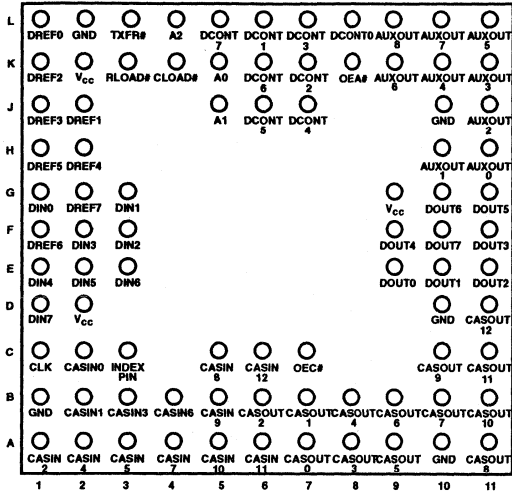 L
DREF0 GND TXFR# A2 DCONT 7 DCONT 1 DCONT 3 DCONT0 AUXOUT 8 AUXOUT 7 AUXOUT 5
K
DREF2 Vcc RLOAD# CLOAD# A0 DCONT 6 DCONT 2 OEA# AUXOUT 6 AUXOUT 4 AUXOUT 3
J
DREF3 DREF1 A1 DCONT 5 DCONT 4 GND AUXOUT 2
H
DREF5 DREF4 AUXOUT 1 AUXOUT 0
G
DIN0 DREF7 DIN1 Vcc DOUT6 DOUT5
F
DREF6 DIN3 DIN2 DOUT4 DOUT7 DOUT3
E
DIN4 DIN5 DIN6 DOUT0 DOUT1 DOUT2
D
DIN7 Vcc GND CASOUT 12
C
CLK CASIN0 INDEX PIN CASIN 8 CASIN 12 OEC# CASOUT 9 CASOUT 11
B
GND CASIN1 CASIN3 CASIN6 CASIN 9 CASOUT 2 CASOUT 1 CASOUT 4 CASOUT 6 CASOUT 7 CASOUT 10
A
CASIN 2 CASIN 4 CASIN 5 CASIN 7 CASIN 10 CASIN 11 CASOUT 0 CASOUT 3 CASOUT 5 GND CASOUT 8
1 2 3 4 5 6 7 8 9 10 11